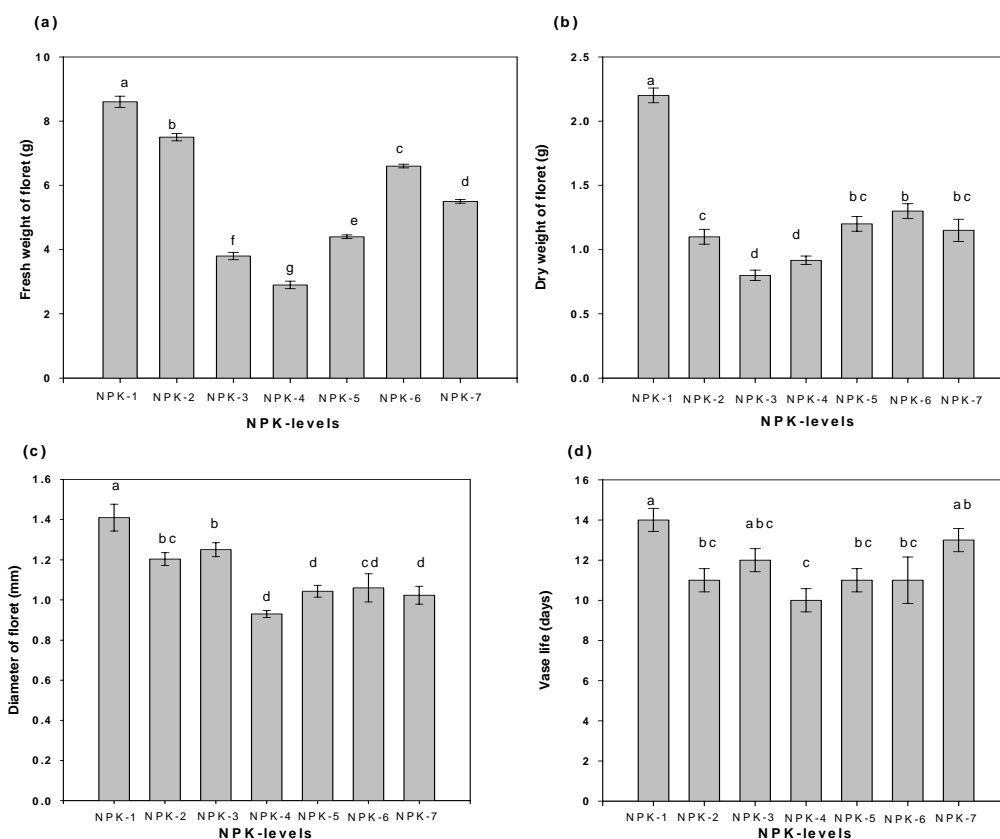 (a)
10
8
6
4
2
0
Fresh weight of floret (g)
a
b
f
g
e
c
d
NPK-1 NPK-2 NPK-3 NPK-4 NPK-5 NPK-6 NPK-7
NPK-levels
(b)
2.5
2.0
1.5
1.0
0.5
0.0
Dry weight of floret (g)
a
c
d
d
bc
b
bc
NPK-1 NPK-2 NPK-3 NPK-4 NPK-5 NPK-6 NPK-7
NPK-levels
(c)
1.6
1.4
1.2
1.0
0.8
0.6
0.4
0.2
0.0
Diameter of floret (mm)
a
bc
b
d
d
cd
d
NPK-1 NPK-2 NPK-3 NPK-4 NPK-5 NPK-6 NPK-7
NPK-levels
(d)
16
14
12
10
8
6
4
2
0
Vase life (days)
a
bc
abc
c
bc
bc
ab
NPK-1 NPK-2 NPK-3 NPK-4 NPK-5 NPK-6 NPK-7
NPK-levels